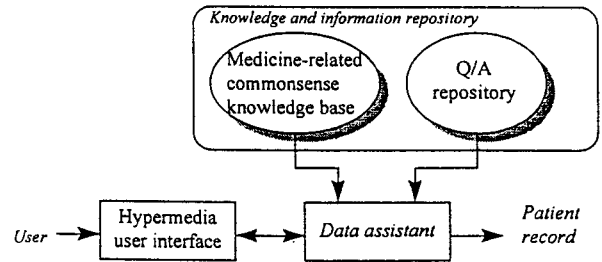 Knowledge and information repository
Medicine-related
commonsense
knowledge base
Q/A
repository
User
Hypermedia
user interface
Data assistant
Patient
record